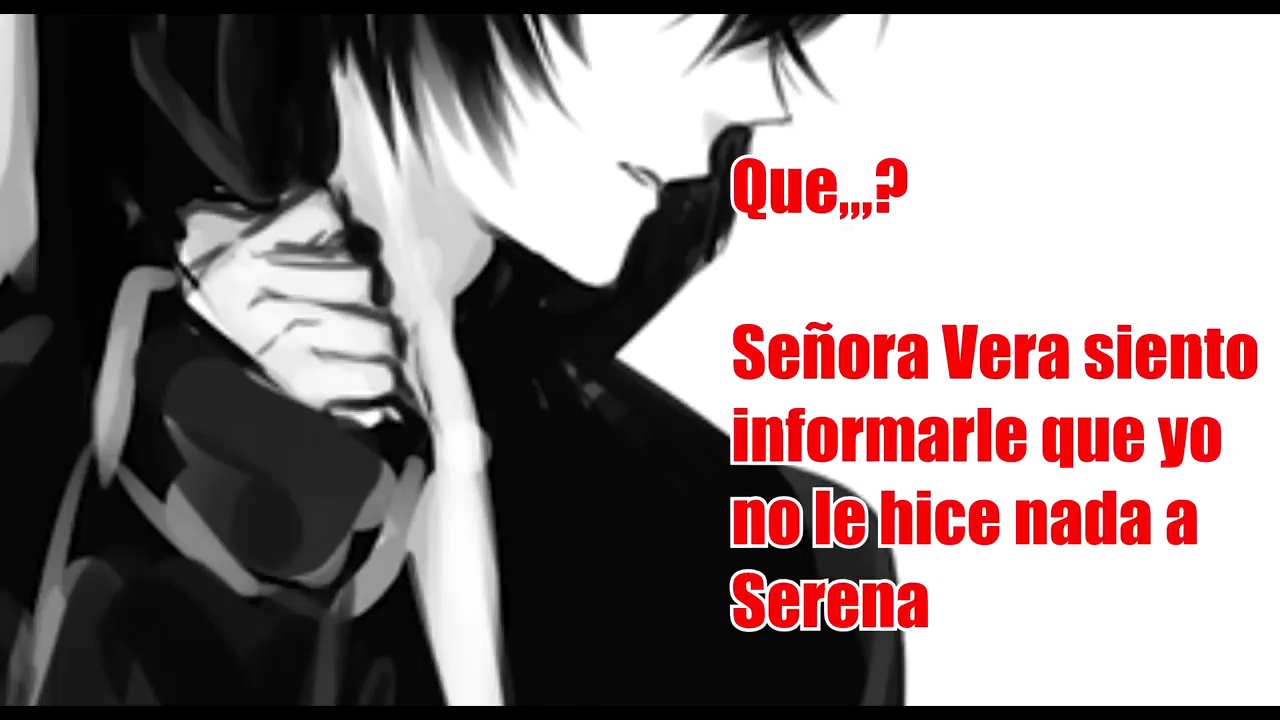 Que,,,?
Señora Vera siento
informarle que yo
no le hice nada a
Serena